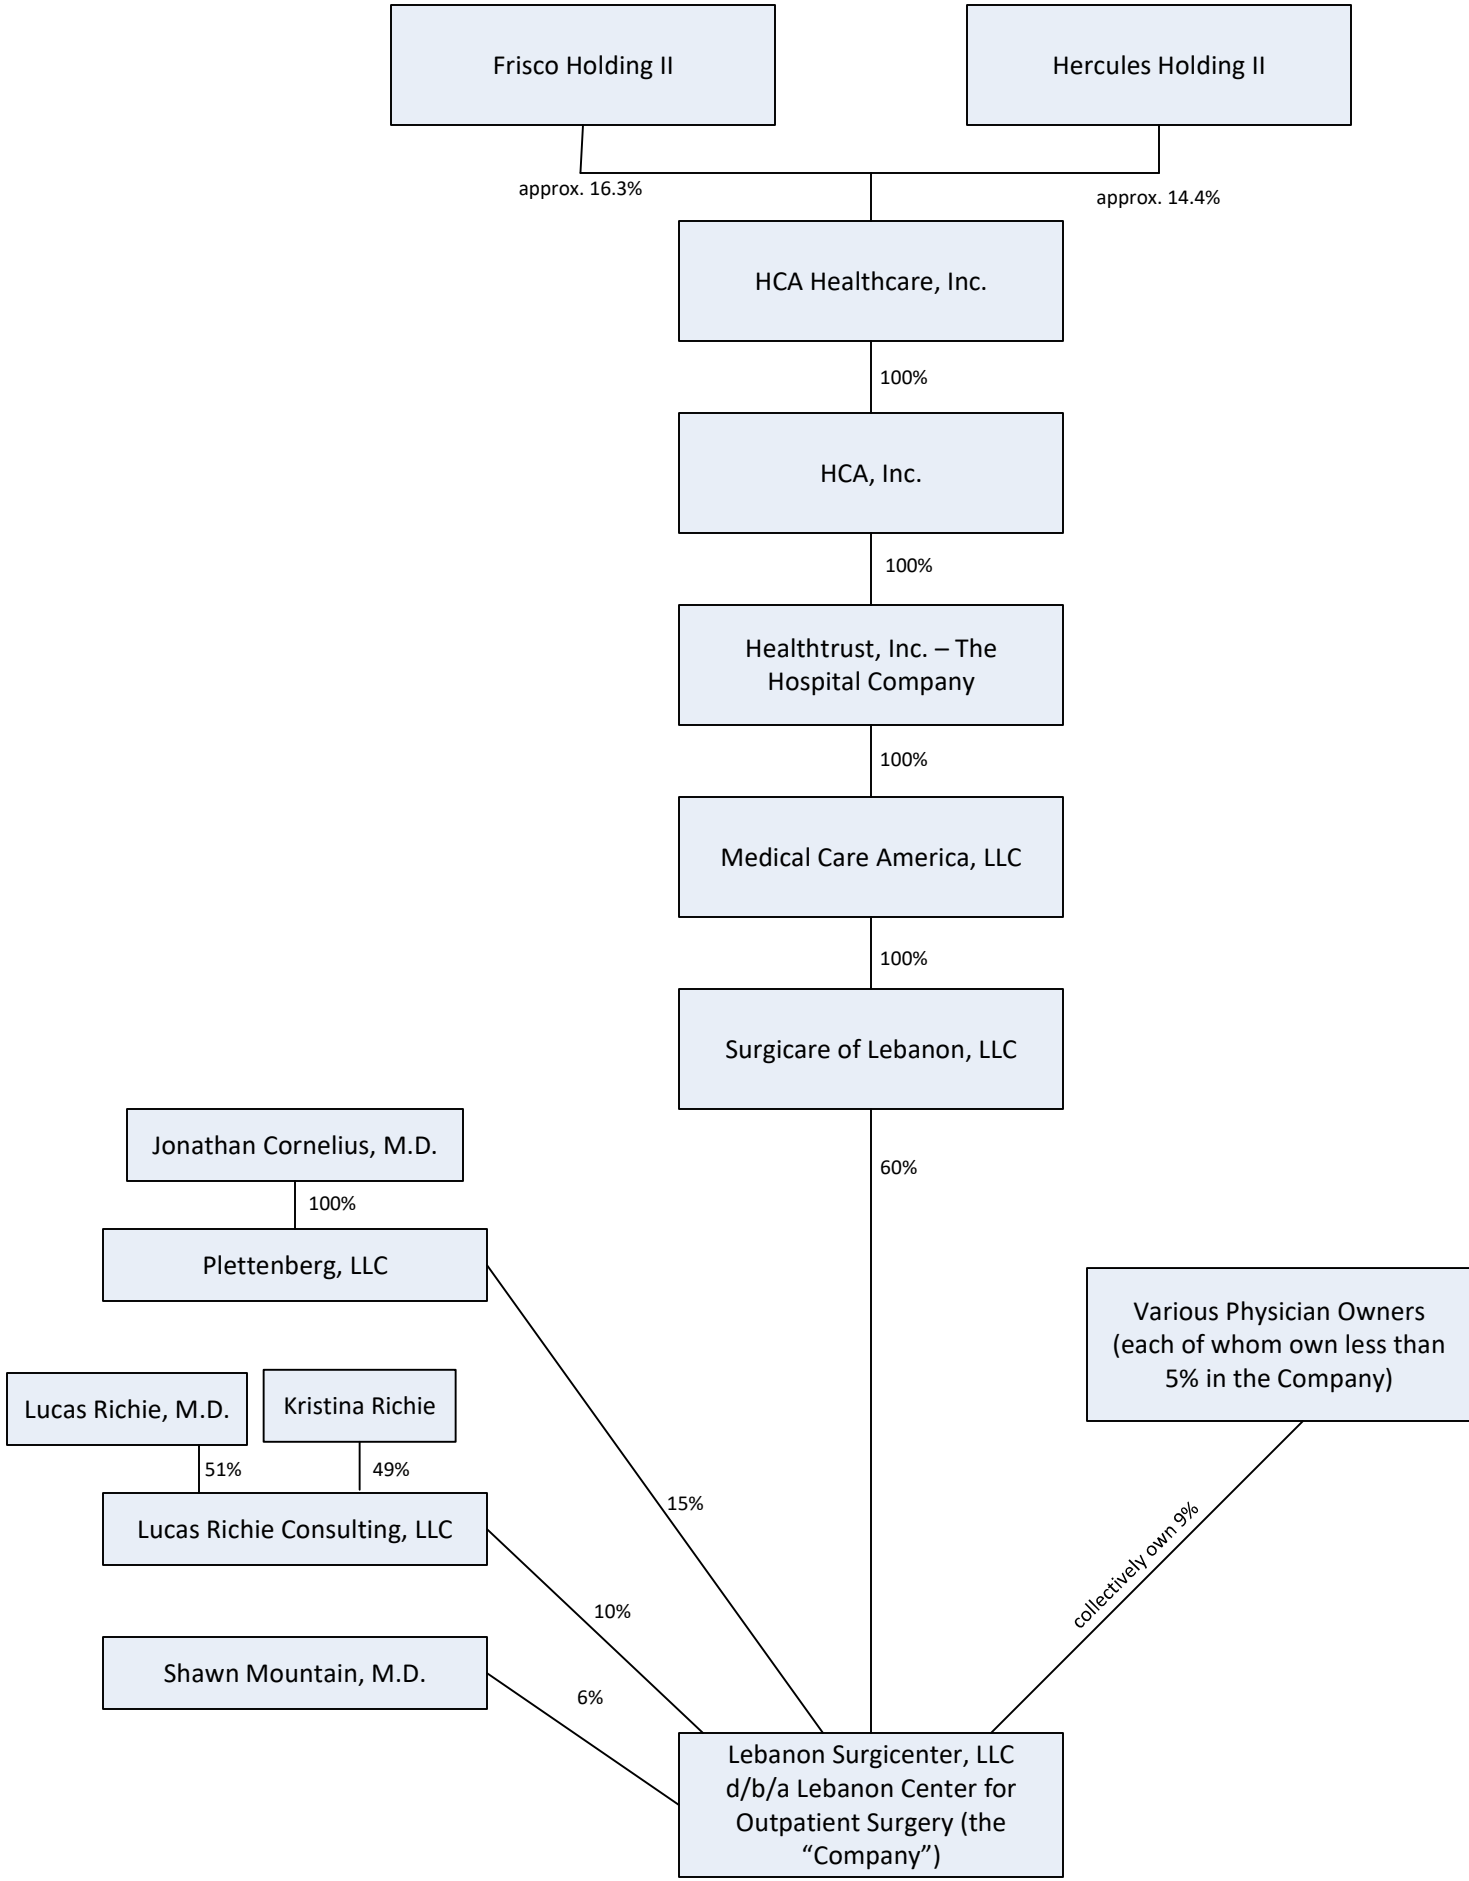 Frisco Holding II
Hercules Holding II
approx. 16.3%
approx. 14.4%
HCA Healthcare, Inc.
100%
HCA, Inc.
100%
Healthtrust, Inc. – The
Hospital Company
100%
Medical Care America, LLC
100%
Surgicare of Lebanon, LLC
60%
Jonathan Cornelius, M.D.
100%
Plettenberg, LLC
15%
Lucas Richie, M.D.
Kristina Richie
51%
49%
Lucas Richie Consulting, LLC
10%
Shawn Mountain, M.D.
6%
Various Physician Owners
(each of whom own less than
5% in the Company)
collectively own 9%
Lebanon Surgicenter, LLC
d/b/a Lebanon Center for
Outpatient Surgery (the
“Company”)